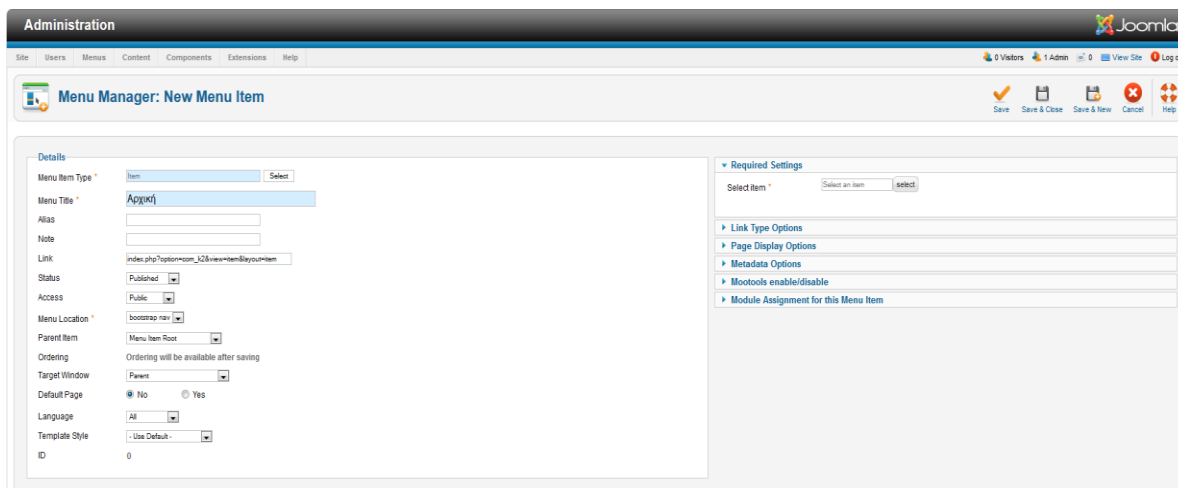 Administration
Joomla
Site Users Menus Content Components Extensions Help
0 Visitors 1 Admin 0 View Site Log o
Menu Manager: New Menu Item
Save Save & Close Save & New Cancel Help
Details
Menu Item Type * Item Select
Menu Title * Αρχική
Alias
Note
Link index.php?option=com_k2&view=item&layout=item
Status Published
Access Public
Menu Location * bootstrap nav
Parent Item Menu Item Root
Ordering Ordering will be available after saving
Target Window Parent
Default Page No Yes
Language All
Template Style - Use Default -
ID 0
Required Settings
Select item * Select an item select
Link Type Options
Page Display Options
Metadata Options
Mootools enable/disable
Module Assignment for this Menu Item